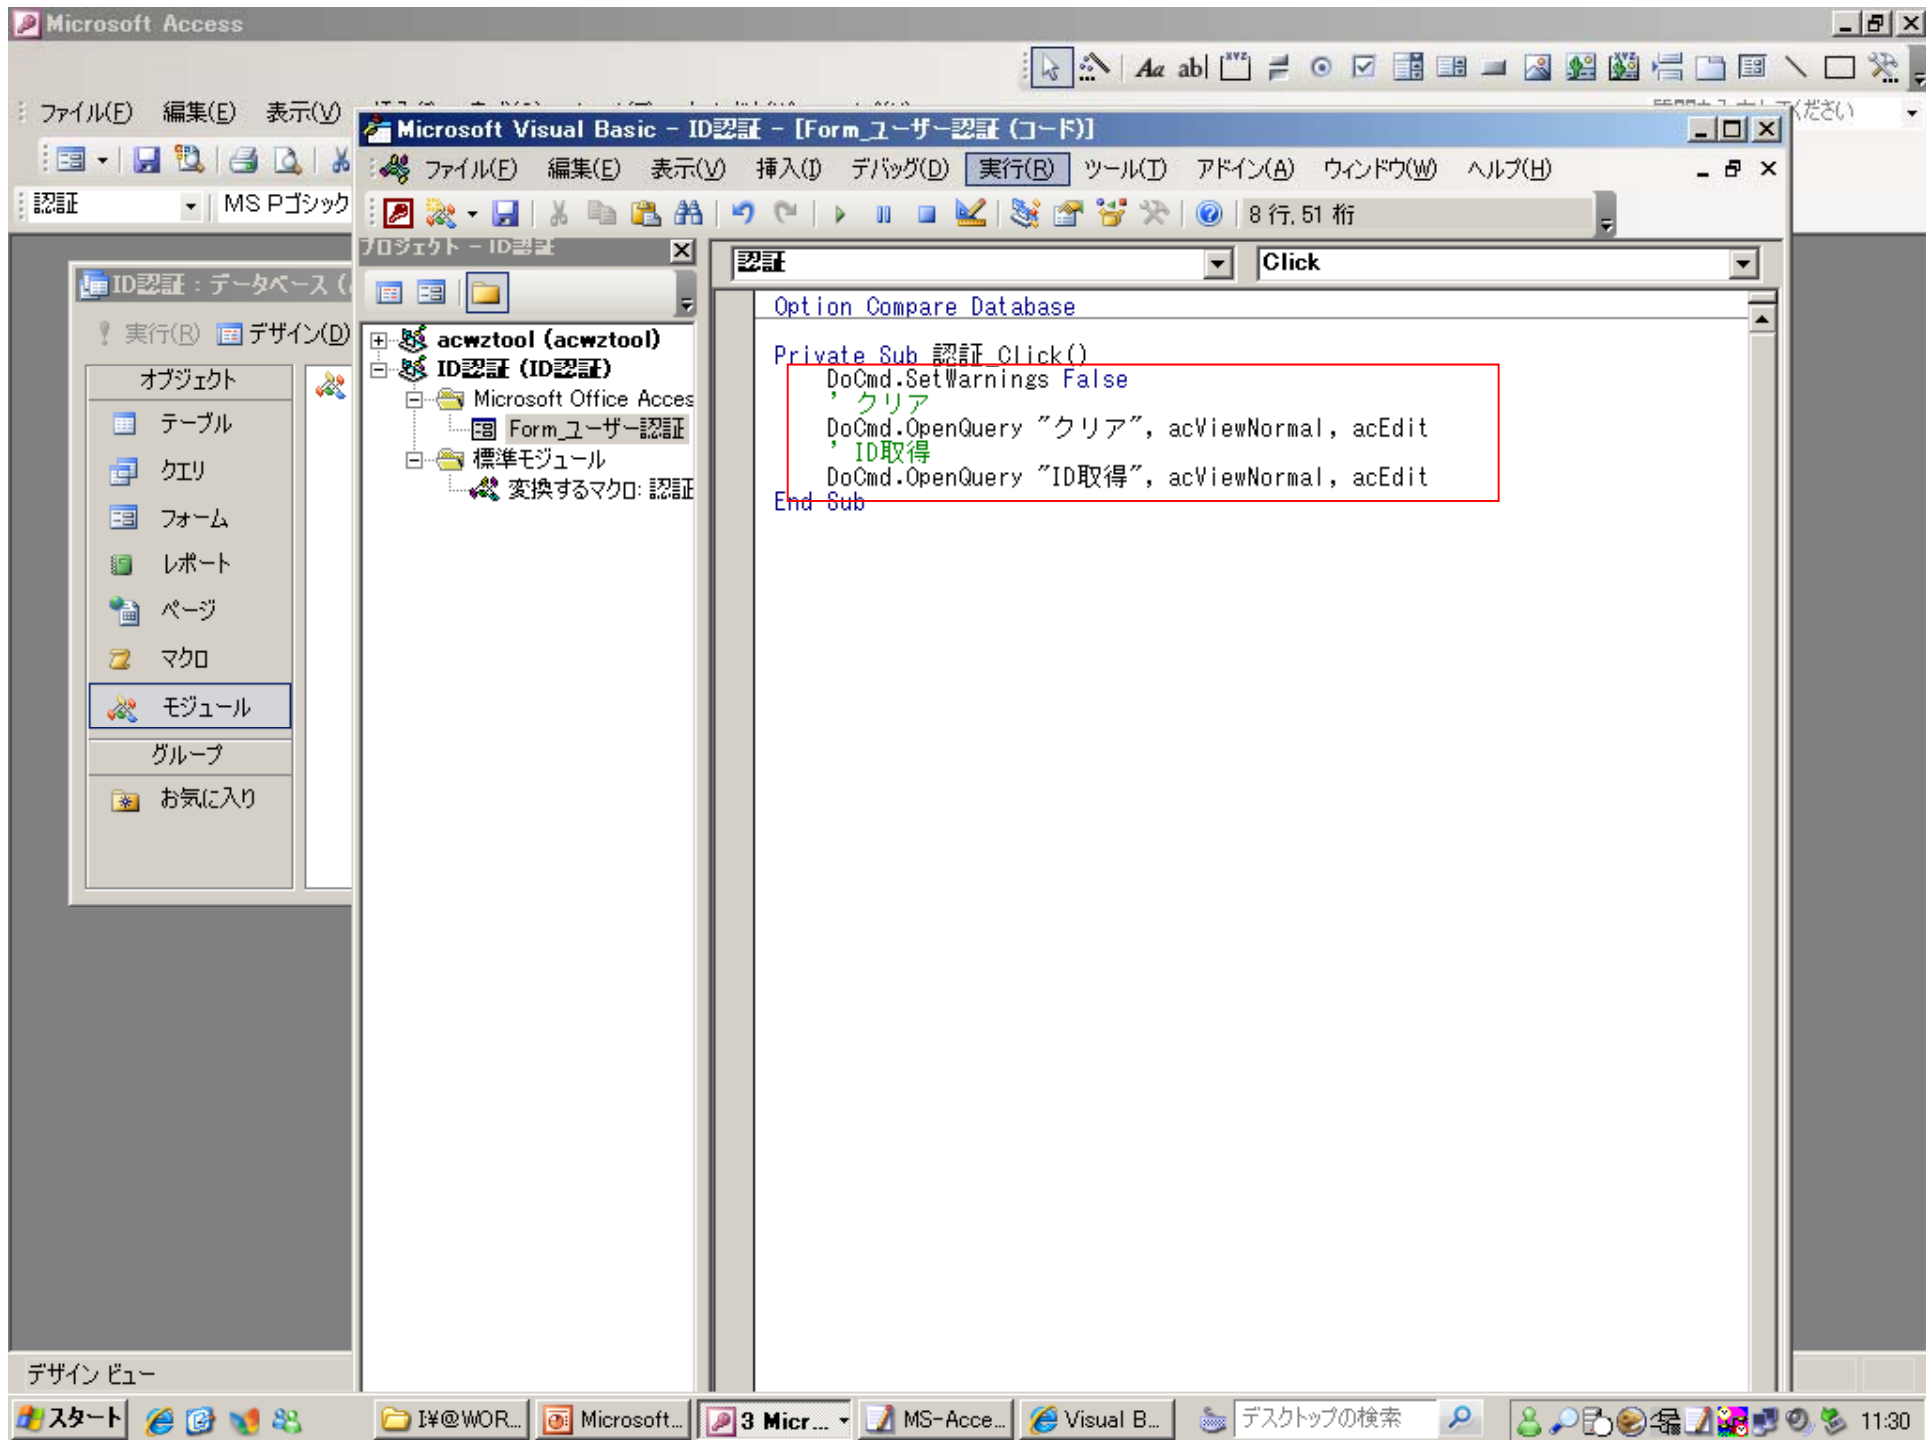 Microsoft Access
ファイル(F) 編集(E) 表示(V)
ください
認証 MS Pゴシック
Microsoft Visual Basic - ID認証 - [Form_ユーザー認証 (コード)]
ファイル(F) 編集(E) 表示(V) 挿入(I) デバッグ(D) 実行(R) ツール(T) アドイン(A) ウィンドウ(W) ヘルプ(H)
8 行, 51 桁
プロジェクト - ID認証
認証 Click
ID認証 : データベース (
実行(R) デザイン(D)
オブジェクト
テーブル
クエリ
フォーム
レポート
ページ
マクロ
モジュール
グループ
お気に入り
acwztool (acwztool)
ID認証 (ID認証)
Microsoft Office Acces
Form_ユーザー認証
標準モジュール
変換するマクロ: 認証
Option Compare Database
Private Sub 認証_Click()
DoCmd.SetWarnings False
' クリア
DoCmd.OpenQuery "クリア", acViewNormal, acEdit
' ID取得
DoCmd.OpenQuery "ID取得", acViewNormal, acEdit
End Sub
デザイン ビュー
スタート I¥@WOR... Microsoft... 3 Micr... MS-Acce... Visual B... デスクトップの検索 11:30